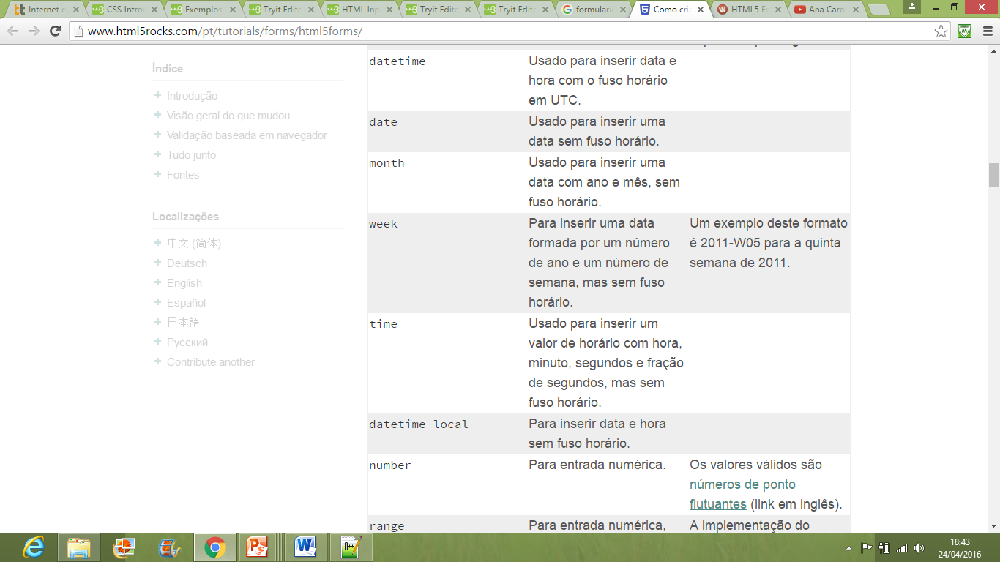 Internet c
CSS Introd
Exemplos
Tryit Edito
HTML Inp
Tryit Edito
Tryit Edito
formulario
Como cria
HTML5 Fo
Ana Carol
www.html5rocks.com/pt/tutorials/forms/html5forms/
Índice
Introdução
Visão geral do que mudou
Validação baseada em navegador
Tudo junto
Fontes
Localizações
中文 (简体)
Deutsch
English
Español
日本語
Русский
Contribute another
datetime
Usado para inserir data e
hora com o fuso horário
em UTC.
date
Usado para inserir uma
data sem fuso horário.
month
Usado para inserir uma
data com ano e mês, sem
fuso horário.
week
Para inserir uma data
formada por um número
de ano e um número de
semana, mas sem fuso
horário.
Um exemplo deste formato
é 2011-W05 para a quinta
semana de 2011.
time
Usado para inserir um
valor de horário com hora,
minuto, segundos e fração
de segundos, mas sem
fuso horário.
datetime-local
Para inserir data e hora
sem fuso horário.
number
Para entrada numérica.
Os valores válidos são
números de ponto
flutuantes (link em inglês).
range
Para entrada numérica,
A implementação do
18:43
24/04/2016